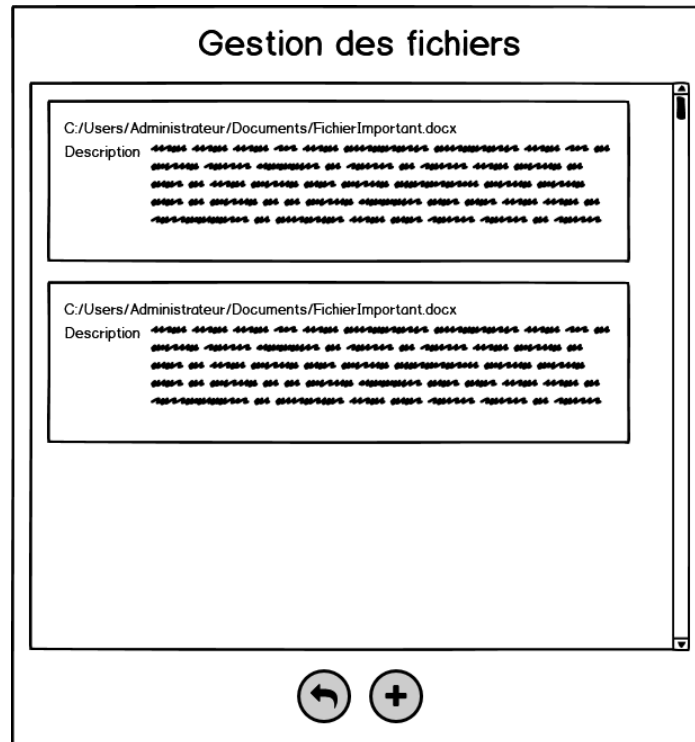 Gestion des fichiers
C:/Users/Administrateur/Documents/FichierImportant.docx
Description
C:/Users/Administrateur/Documents/FichierImportant.docx
Description